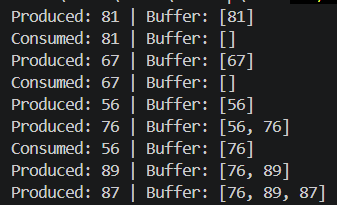 Produced: 81 | Buffer: [81]
Consumed: 81 | Buffer: []
Produced: 67 | Buffer: [67]
Consumed: 67 | Buffer: []
Produced: 56 | Buffer: [56]
Produced: 76 | Buffer: [56, 76]
Consumed: 56 | Buffer: [76]
Produced: 89 | Buffer: [76, 89]
Produced: 87 | Buffer: [76, 89, 87]